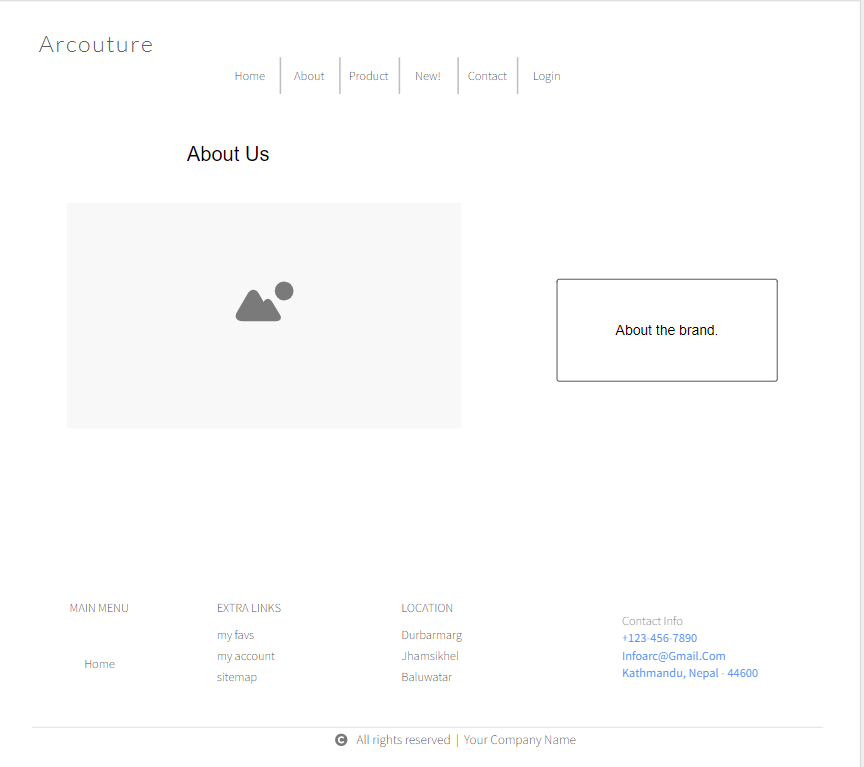 Arcouture
Home About Product New! Contact Login
About Us
About the brand.
MAIN MENU
Home
EXTRA LINKS
my favs
my account
sitemap
LOCATION
Durbarmarg
Jhamsikhel
Baluwatar
Contact Info
+123-456-7890
Infoarc@Gmail.Com
Kathmandu, Nepal - 44600
C All rights reserved | Your Company Name